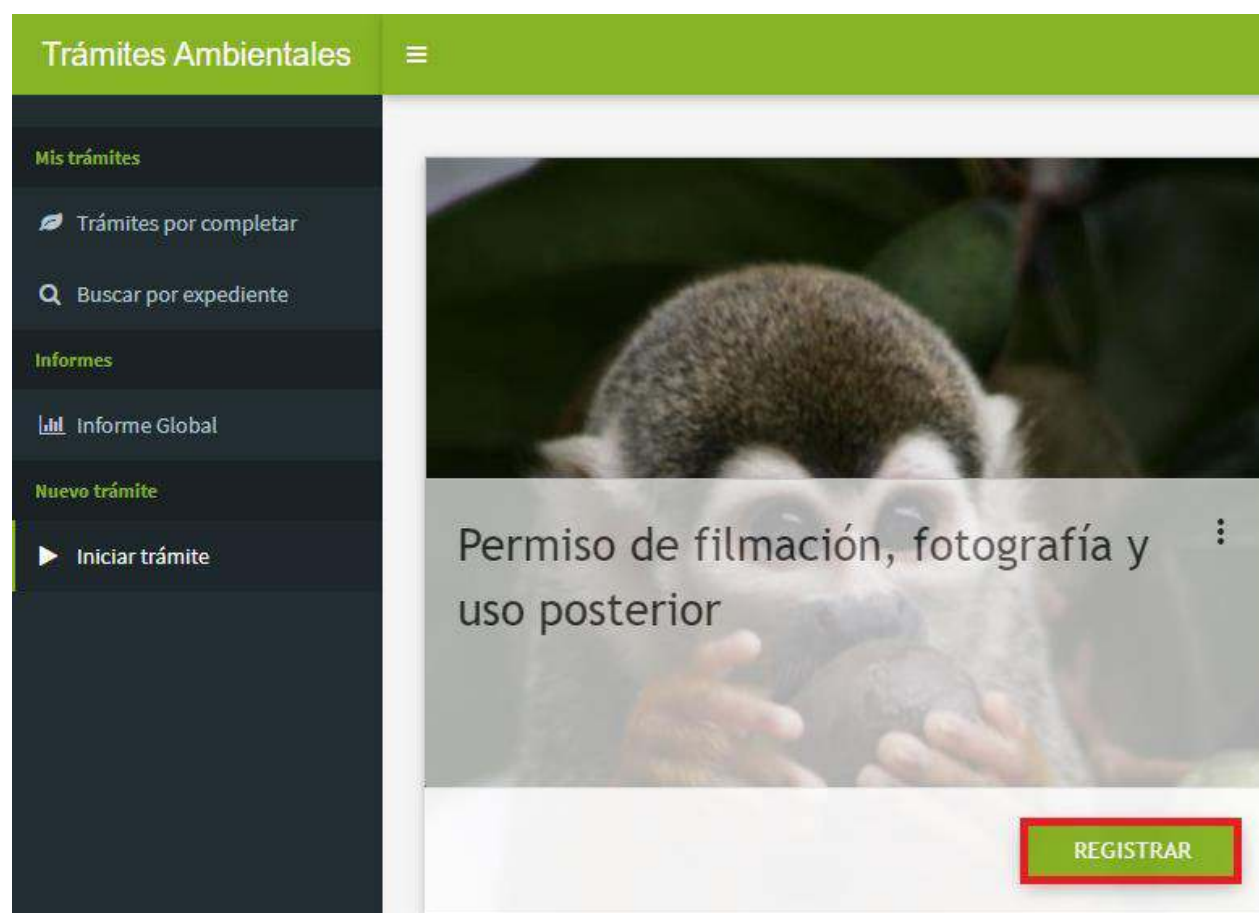 Trámites Ambientales
Mis trámites
Trámites por completar
Buscar por expediente
Informes
Informe Global
Nuevo trámite
Iniciar trámite
Permiso de filmación, fotografía y
uso posterior
REGISTRAR